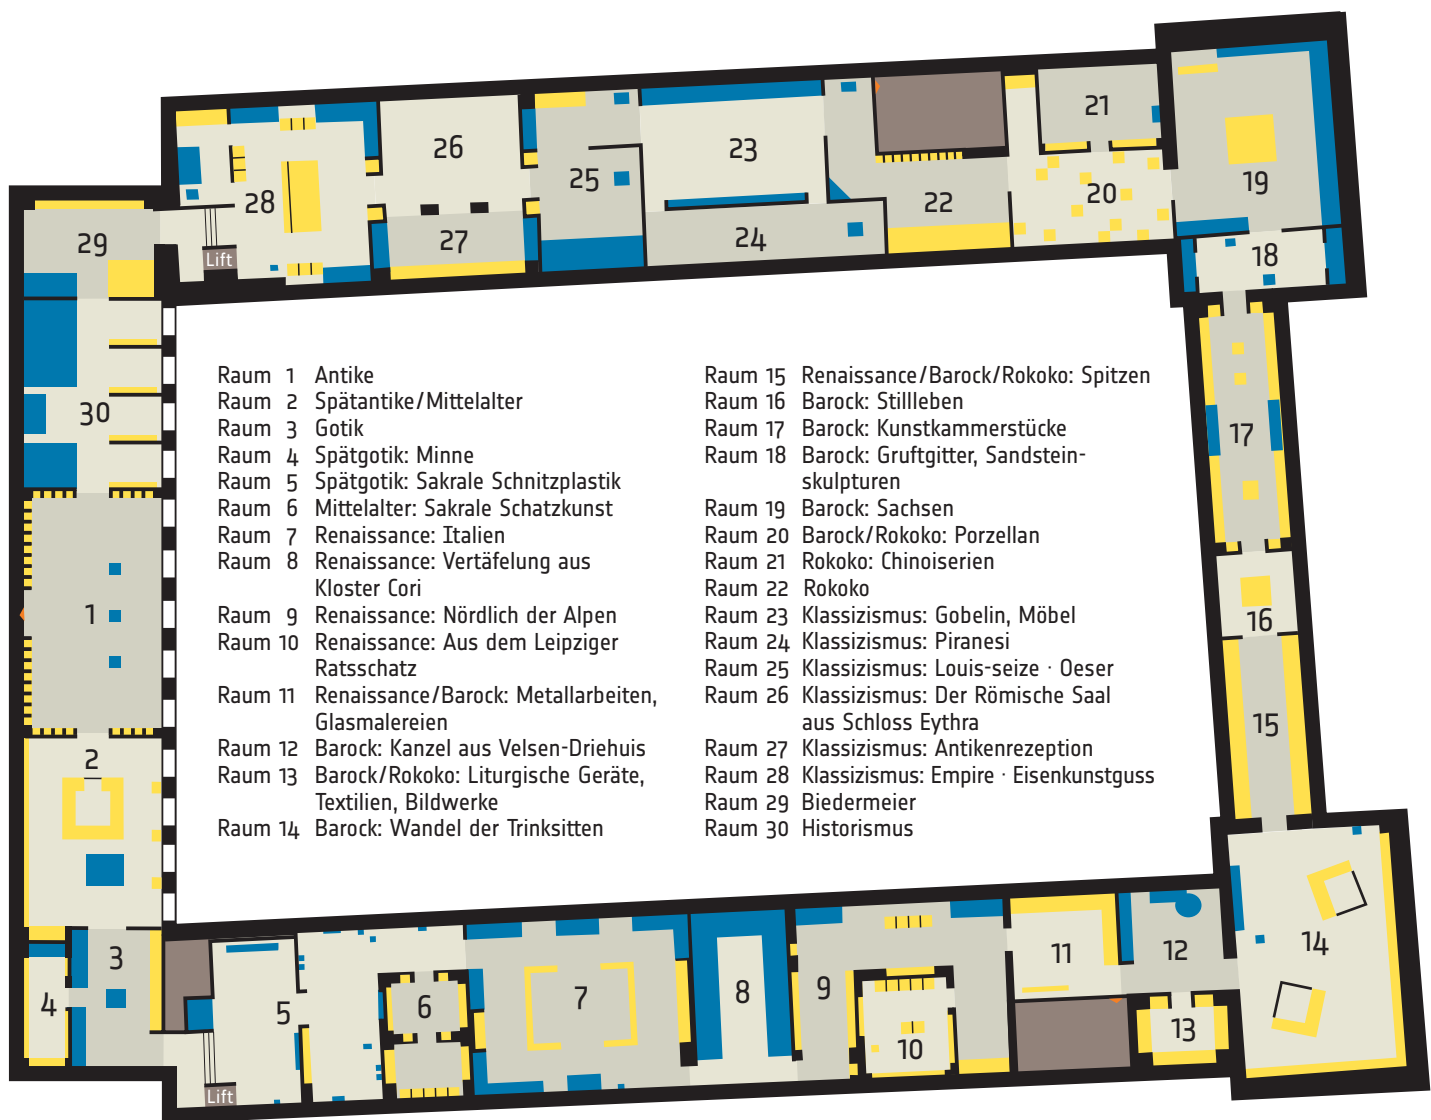 21
26
23
25
28
19
20
22
27
24
29
18
Lift
Raum 1 Antike
Raum 2 Spätantike/Mittelalter
Raum 3 Gotik
Raum 4 Spätgotik: Minne
Raum 5 Spätgotik: Sakrale Schnitzplastik
Raum 6 Mittelalter: Sakrale Schatzkunst
Raum 7 Renaissance: Italien
Raum 8 Renaissance: Vertäfelung aus
Kloster Cori
Raum 9 Renaissance: Nördlich der Alpen
Raum 10 Renaissance: Aus dem Leipziger
Ratsschatz
Raum 11 Renaissance/Barock: Metallarbeiten,
Glasmalereien
Raum 12 Barock: Kanzel aus Velsen-Driehuis
Raum 13 Barock/Rokoko: Liturgische Geräte,
Textilien, Bildwerke
Raum 14 Barock: Wandel der Trinksitten
Raum 15 Renaissance/Barock/Rokoko: Spitzen
Raum 16 Barock: Stillleben
Raum 17 Barock: Kunstkammerstücke
Raum 18 Barock: Gruftgitter, Sandstein-
skulpturen
Raum 19 Barock: Sachsen
Raum 20 Barock/Rokoko: Porzellan
Raum 21 Rokoko: Chinoiserien
Raum 22 Rokoko
Raum 23 Klassizismus: Gobelin, Möbel
Raum 24 Klassizismus: Piranesi
Raum 25 Klassizismus: Louis-seize · Oeser
Raum 26 Klassizismus: Der Römische Saal
aus Schloss Eythra
Raum 27 Klassizismus: Antikenrezeption
Raum 28 Klassizismus: Empire · Eisenkunstguss
Raum 29 Biedermeier
Raum 30 Historismus
30
17
1
16
15
2
3
4
5
6
7
8
9
10
11
12
13
14
Lift